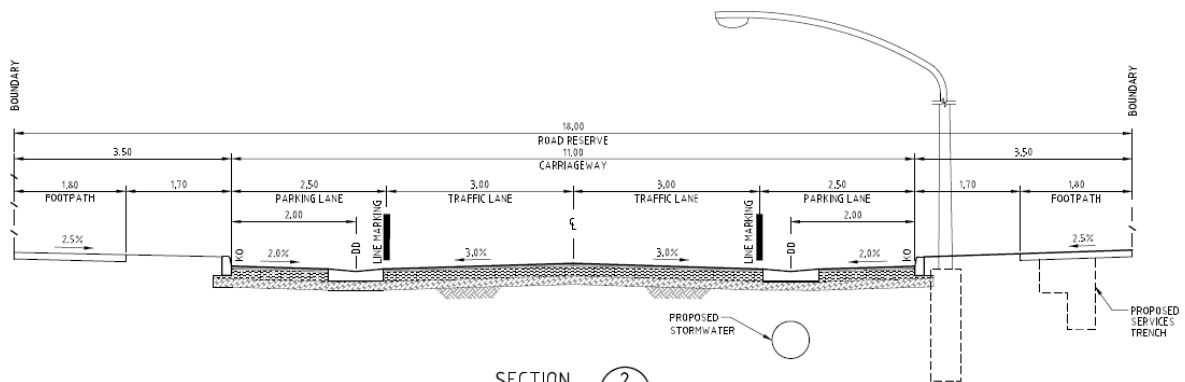 BOUNDARY
BOUNDARY
18.00
ROAD RESERVE
3.50
11.00
CARRIAGEWAY
3.50
1.80
FOOTPATH
1.70
2.50
PARKING LANE
3.00
TRAFFIC LANE
3.00
TRAFFIC LANE
2.50
PARKING LANE
1.70
1.80
FOOTPATH
2.00
LINE MARKING
℄
LINE MARKING
2.00
2.5%
KO
2.0%
DD
3.0%
3.0%
DD
2.0%
KO
2.5%
PROPOSED
STORMWATER
PROPOSED
SERVICES
TRENCH
SECTION
2